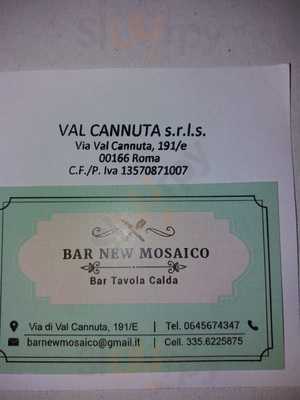 VAL CANNUTA s.r.l.s.
Via Val Cannuta, 191/e
00166 Roma
C.F./P. Iva 13570871007
BAR NEW MOSAICO
Bar Tavola Calda
Via di Val Cannuta, 191/E | Tel. 0645674347
barnewmosaico@gmail.it | Cell. 335.6225875